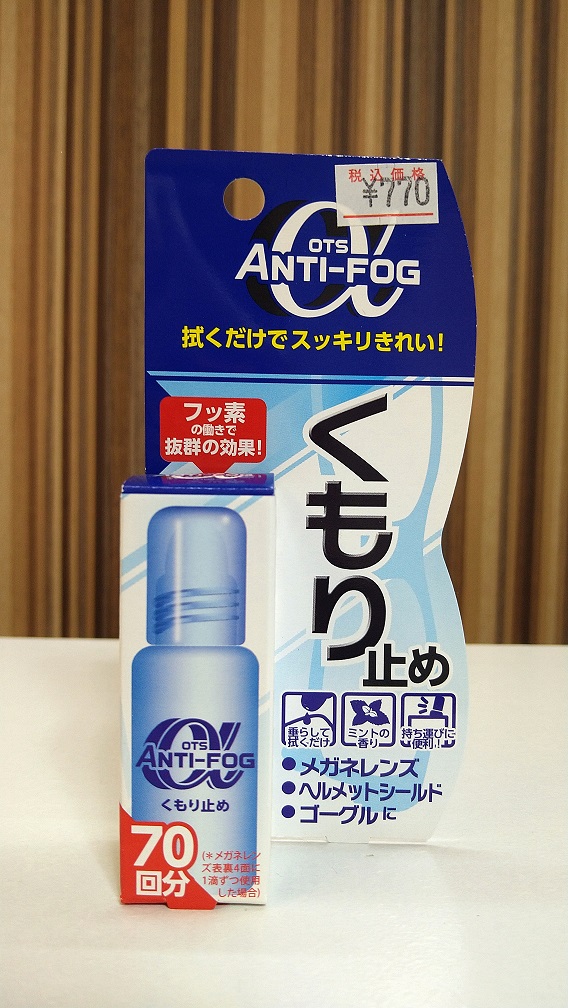 税込価格
¥770
α
OTS
ANTI-FOG
拭くだけでスッキリきれい!
フッ素
の働きで
抜群の効果!
くもり
止め
垂らして
拭くだけ
ミントの
香り
持ち運びに
便利!
●メガネレンズ
●ヘルメットシールド
●ゴーグルに
α
OTS
ANTI-FOG
くもり止め
70
回分
(*メガネレン
ズ表裏4面に
1滴ずつ使用
した場合)